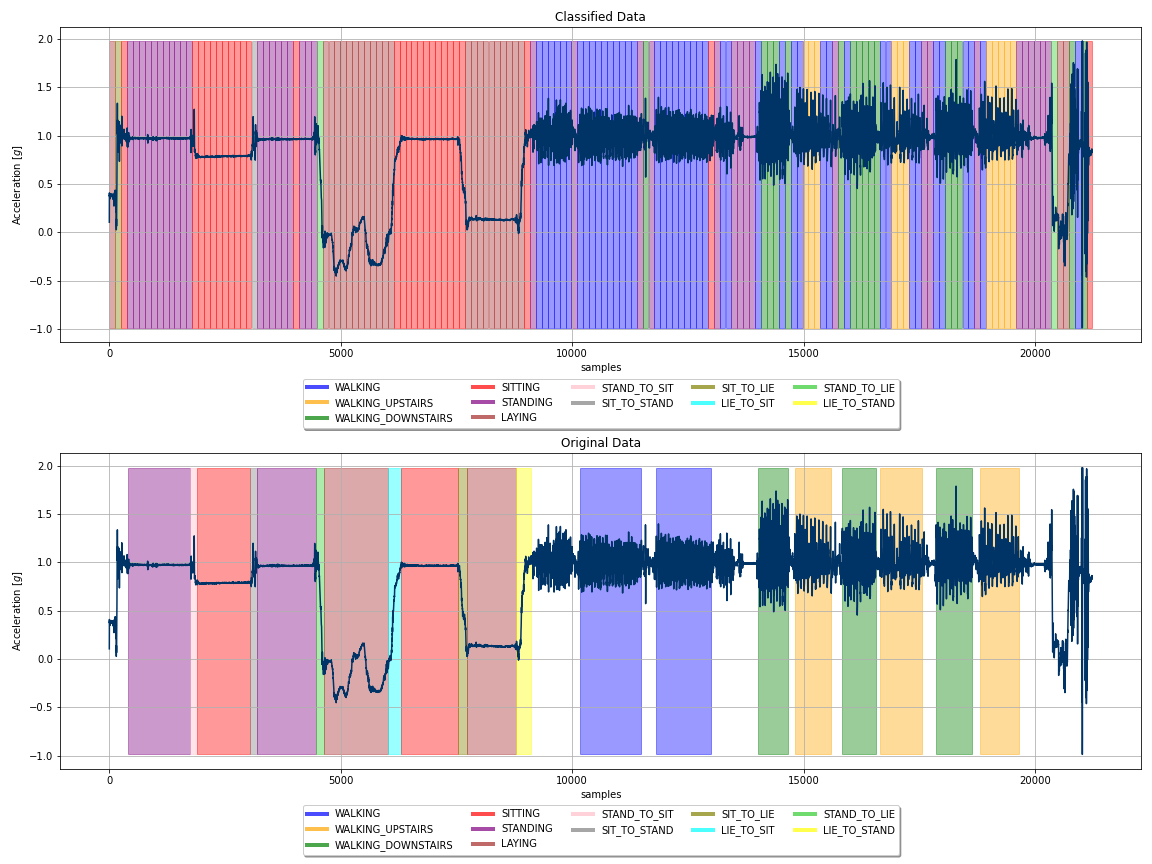 Classified Data
2.0
1.5
1.0
0.5
0.0
−0.5
−1.0
Acceleration [g]
0 5000 10000 15000 20000
samples
WALKING SITTING STAND_TO_SIT SIT_TO_LIE STAND_TO_LIE
WALKING_UPSTAIRS STANDING SIT_TO_STAND LIE_TO_SIT LIE_TO_STAND
WALKING_DOWNSTAIRS LAYING
Original Data
2.0
1.5
1.0
0.5
0.0
−0.5
−1.0
Acceleration [g]
0 5000 10000 15000 20000
samples
WALKING SITTING STAND_TO_SIT SIT_TO_LIE STAND_TO_LIE
WALKING_UPSTAIRS STANDING SIT_TO_STAND LIE_TO_SIT LIE_TO_STAND
WALKING_DOWNSTAIRS LAYING